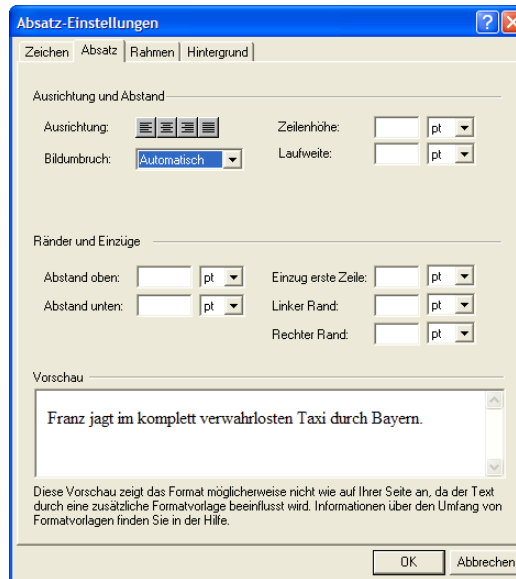 Absatz-Einstellungen
Zeichen Absatz Rahmen Hintergrund
Ausrichtung und Abstand
Ausrichtung: Zeilenhöhe: pt
Bildumbruch: Automatisch Laufweite: pt
Ränder und Einzüge
Abstand oben: pt Einzug erste Zeile: pt
Abstand unten: pt Linker Rand: pt
Rechter Rand: pt
Vorschau
Franz jagt im komplett verwahrlosten Taxi durch Bayern.
Diese Vorschau zeigt das Format möglicherweise nicht wie auf Ihrer Seite an, da der Text
durch eine zusätzliche Formatvorlage beeinflusst wird. Informationen über den Umfang von
Formatvorlagen finden Sie in der Hilfe.
OK Abbrechen